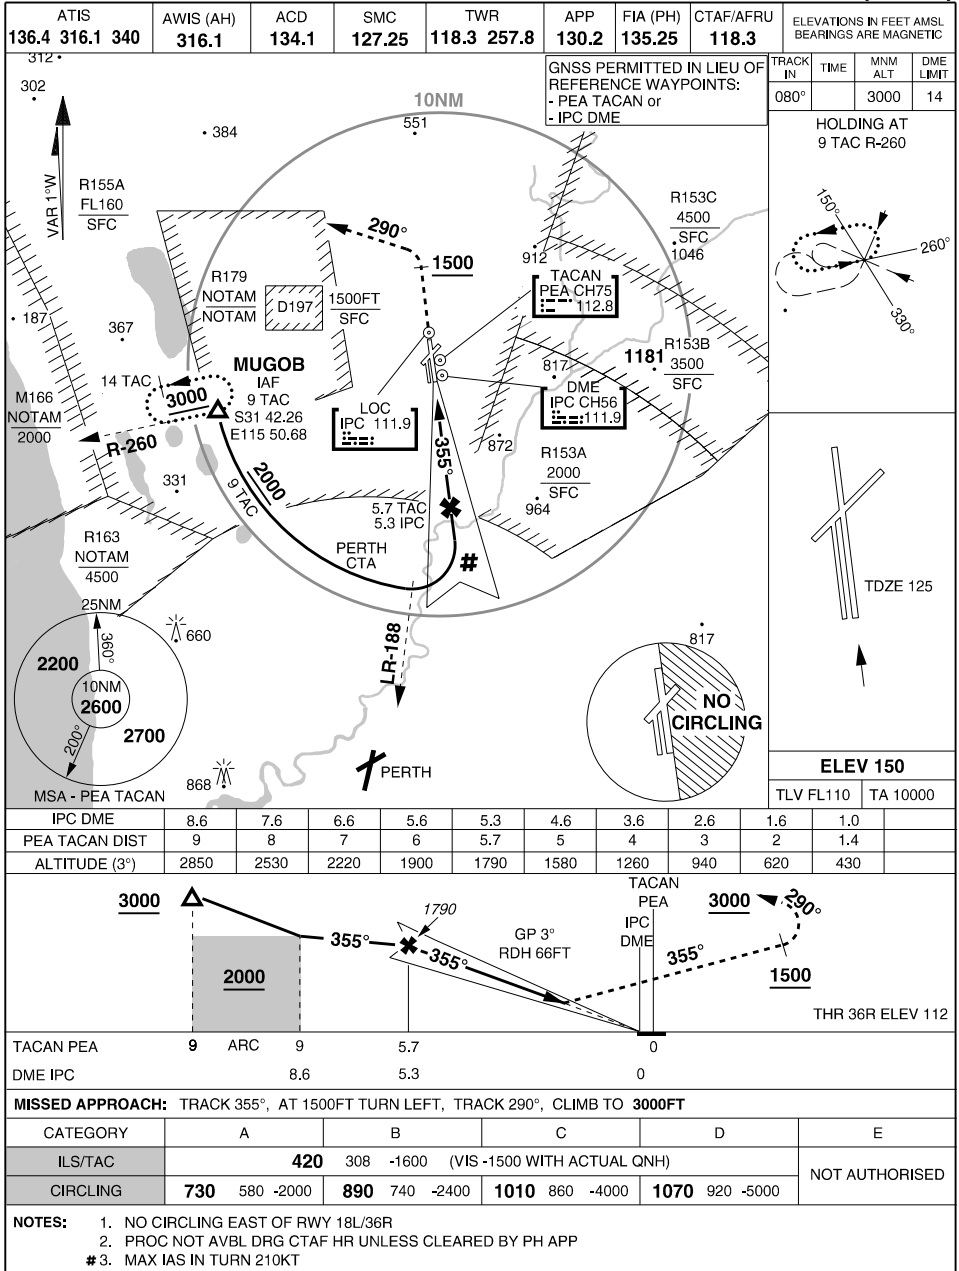 ATIS
136.4 316.1 340
AWIS (AH)
316.1
ACD
134.1
SMC
127.25
TWR
118.3 257.8
APP
130.2
FIA (PH)
135.25
CTAF/AFRU
118.3
ELEVATIONS IN FEET AMSL
BEARINGS ARE MAGNETIC
312
302
384
VAR 1°W
R155A
FL160
SFC
10NM
551
GNSS PERMITTED IN LIEU OF
REFERENCE WAYPOINTS:
- PEA TACAN or
- IPC DME
TRACK IN
TIME
MNM ALT
DME LIMIT
080°
3000
14
HOLDING AT
9 TAC R-260
150°
260°
330°
290°
1500
R153C
4500
SFC
1046
912
TACAN
PEA CH75
112.8
R179
NOTAM
NOTAM
D197
1500FT
SFC
187
367
MUGOB
IAF
9 TAC
S31 42.26
E115 50.68
14 TAC
3000
M166
NOTAM
2000
R-260
LOC
IPC 111.9
817
1181
R153B
3500
SFC
DME
IPC CH56
111.9
872
R153A
2000
SFC
964
355°
331
2000
9 TAC
5.7 TAC
5.3 IPC
PERTH
CTA
#
R163
NOTAM
4500
LR-188
TDZE 125
25NM
360°
2200
10NM
2600
200°
2700
MSA - PEA TACAN
660
868
PERTH
817
NO
CIRCLING
ELEV 150
TLV FL110
TA 10000
IPC DME 8.6 7.6 6.6 5.6 5.3 4.6 3.6 2.6 1.6 1.0
PEA TACAN DIST 9 8 7 6 5.7 5 4 3 2 1.4
ALTITUDE (3°) 2850 2530 2220 1900 1790 1580 1260 940 620 430
3000
1790
355°
355°
GP 3°
RDH 66FT
TACAN
PEA
IPC
DME
3000
290°
355°
1500
2000
THR 36R ELEV 112
TACAN PEA 9 ARC 9 5.7 0
DME IPC 8.6 5.3 0
MISSED APPROACH: TRACK 355°, AT 1500FT TURN LEFT, TRACK 290°, CLIMB TO 3000FT
CATEGORY A B C D E
ILS/TAC 420 308 -1600 (VIS -1500 WITH ACTUAL QNH)
NOT AUTHORISED
CIRCLING 730 580 -2000 890 740 -2400 1010 860 -4000 1070 920 -5000
NOTES: 1. NO CIRCLING EAST OF RWY 18L/36R
2. PROC NOT AVBL DRG CTAF HR UNLESS CLEARED BY PH APP
# 3. MAX IAS IN TURN 210KT